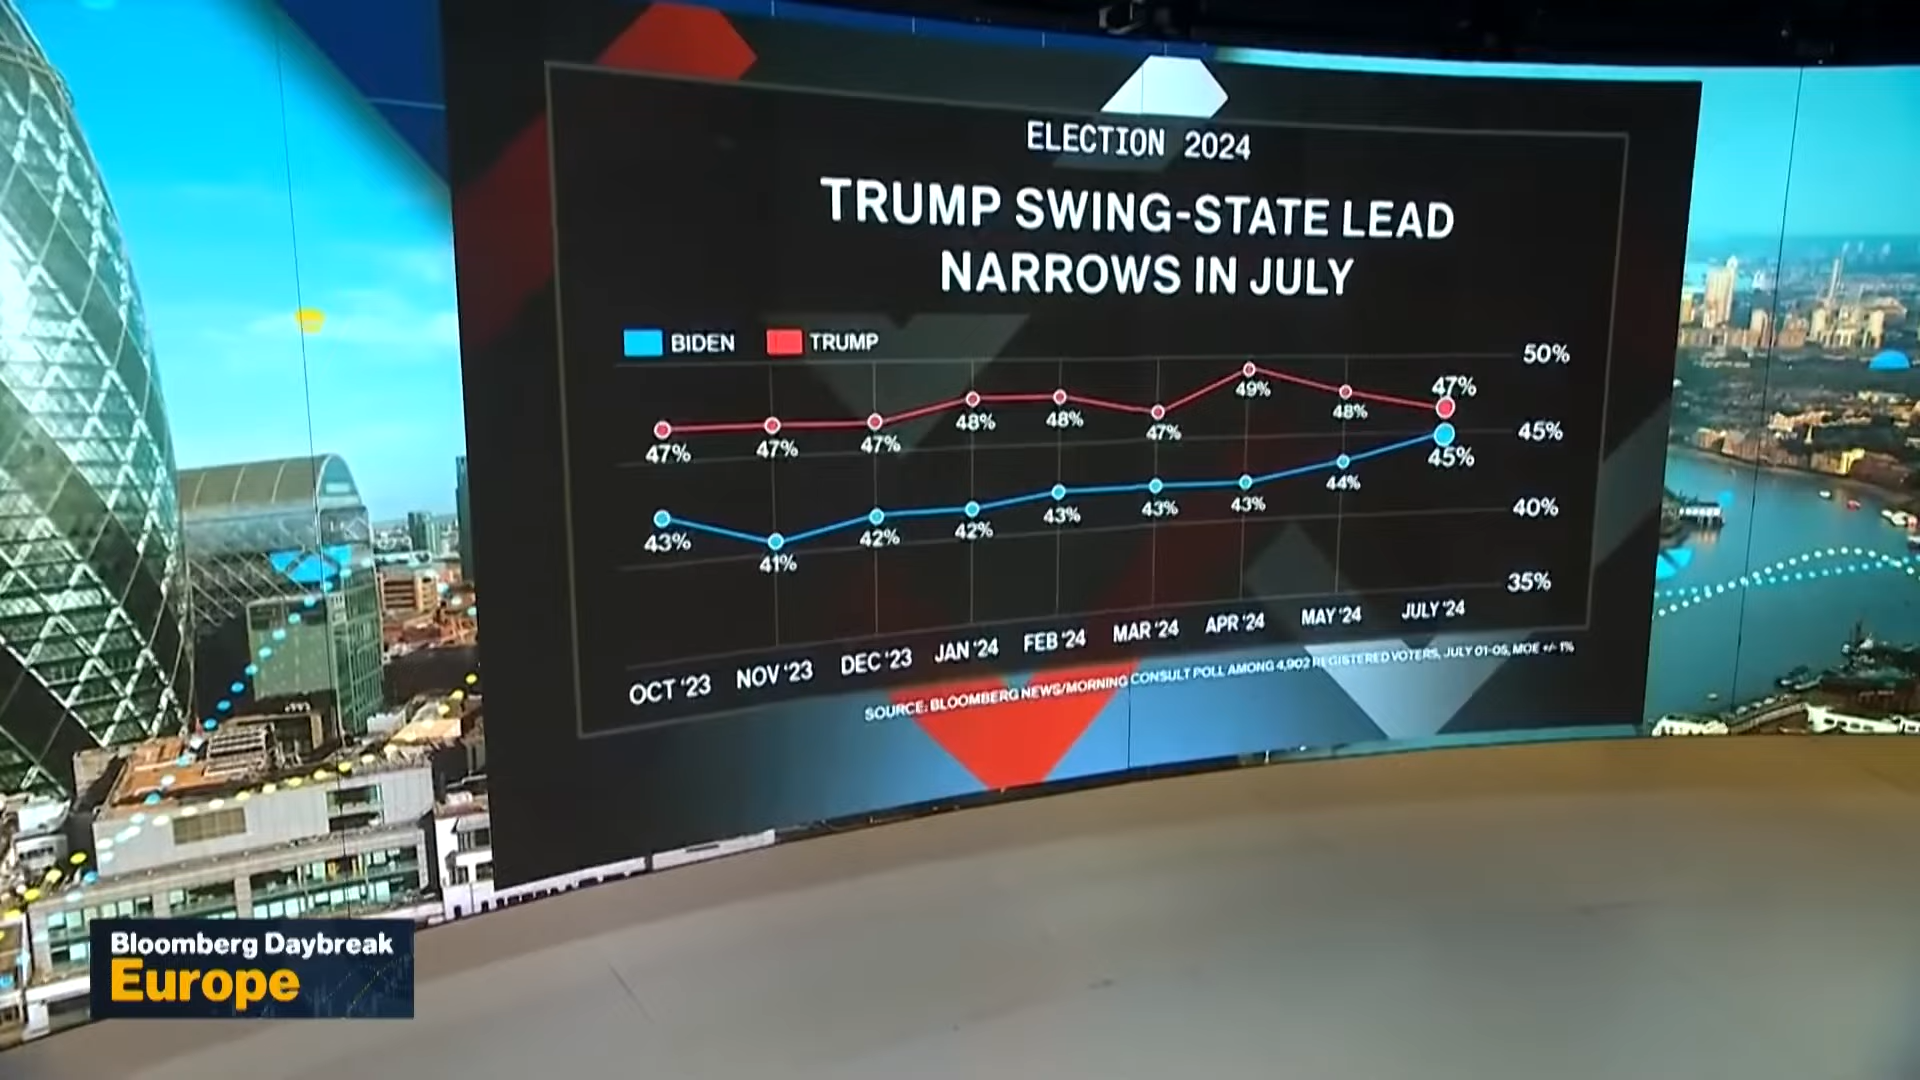 ELECTION 2024
TRUMP SWING-STATE LEAD
NARROWS IN JULY
BIDEN TRUMP
50%
45%
40%
35%
47% 47% 47% 48% 48% 47% 49% 48% 47%
43% 41% 42% 42% 43% 43% 43% 44% 45%
OCT '23 NOV '23 DEC '23 JAN '24 FEB '24 MAR '24 APR '24 MAY '24 JULY '24
SOURCE: BLOOMBERG NEWS/MORNING CONSULT POLL AMONG 4,902 REGISTERED VOTERS, JULY 01-05, MOE +/- 1%
Bloomberg Daybreak
Europe